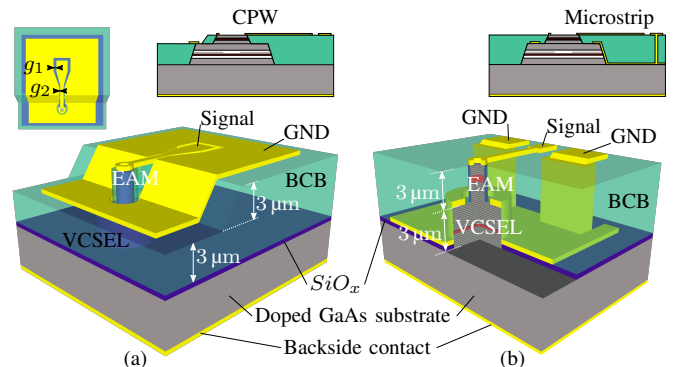 CPW
Microstrip
g1
g2
Signal
GND
EAM
BCB
3 μm
VCSEL
3 μm
GND
Signal
GND
3 μm
EAM
BCB
3 μm
VCSEL
SiOx
Doped GaAs substrate
Backside contact
(a)
(b)